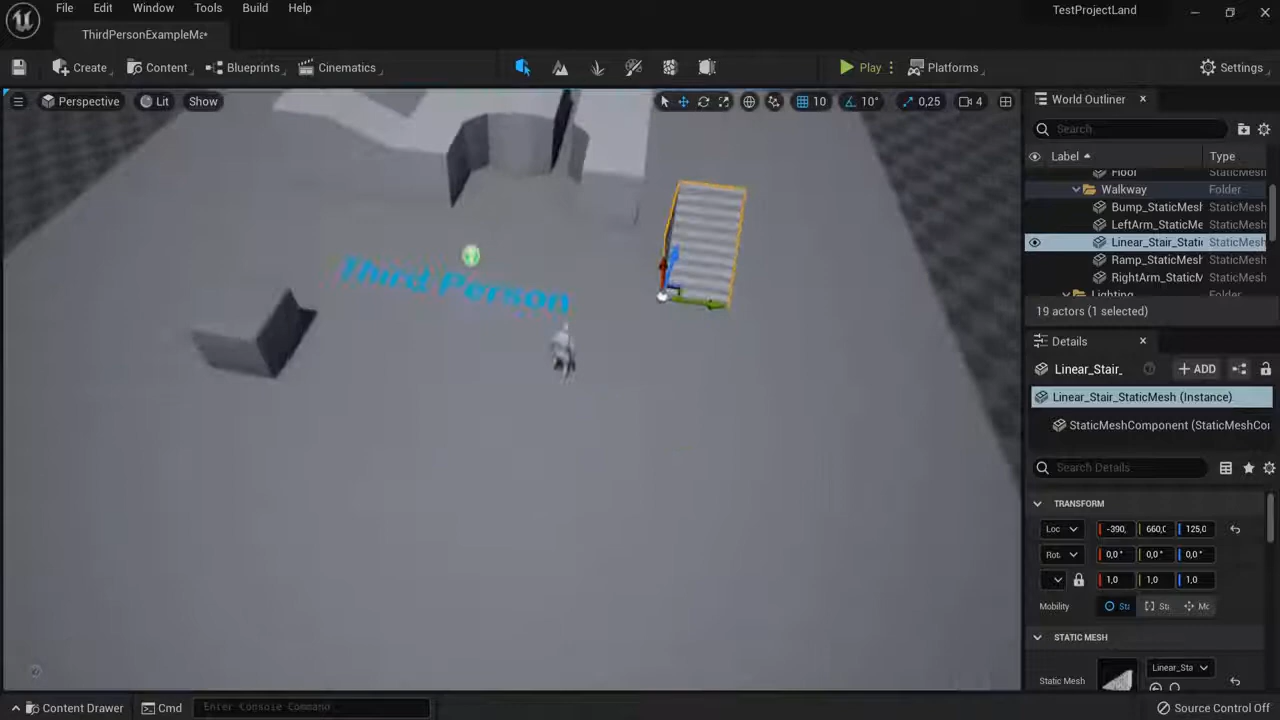 File Edit Window Tools Build Help
TestProjectLand
ThirdPersonExampleMa•
Create Content Blueprints Cinematics Play Platforms Settings
Perspective Lit Show 10 10° 0,25 4
World Outliner
Search...
Label Type
Floor StaticMesh
Walkway Folder
Bump_StaticMesh StaticMesh
LeftArm_StaticMe StaticMesh
Linear_Stair_Stati StaticMesh
Ramp_StaticMesh StaticMesh
RightArm_StaticM StaticMesh
Lighting Folder
19 actors (1 selected)
Details
Linear_Stair_ ADD
Linear_Stair_StaticMesh (Instance)
StaticMeshComponent (StaticMeshCo
Search Details
TRANSFORM
Loc -390, 660,0 125,0
Rot 0,0° 0,0° 0,0°
1,0 1,0 1,0
Mobility Sta Sta Mo
STATIC MESH
Static Mesh Linear_Sta
Third Person
Content Drawer Cmd Enter Console Command Source Control Off